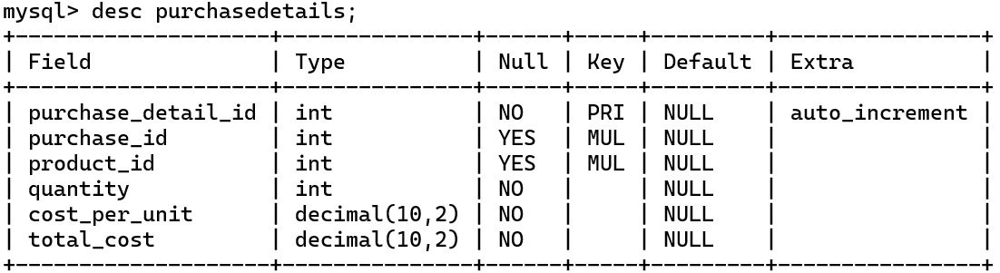 mysql> desc purchasedetails;
+--------------------+---------------+------+-----+---------+----------------+
| Field              | Type          | Null | Key | Default | Extra          |
+--------------------+---------------+------+-----+---------+----------------+
| purchase_detail_id | int           | NO   | PRI | NULL    | auto_increment |
| purchase_id        | int           | YES  | MUL | NULL    |                |
| product_id         | int           | YES  | MUL | NULL    |                |
| quantity           | int           | NO   |     | NULL    |                |
| cost_per_unit      | decimal(10,2) | NO   |     | NULL    |                |
| total_cost         | decimal(10,2) | NO   |     | NULL    |                |
+--------------------+---------------+------+-----+---------+----------------+